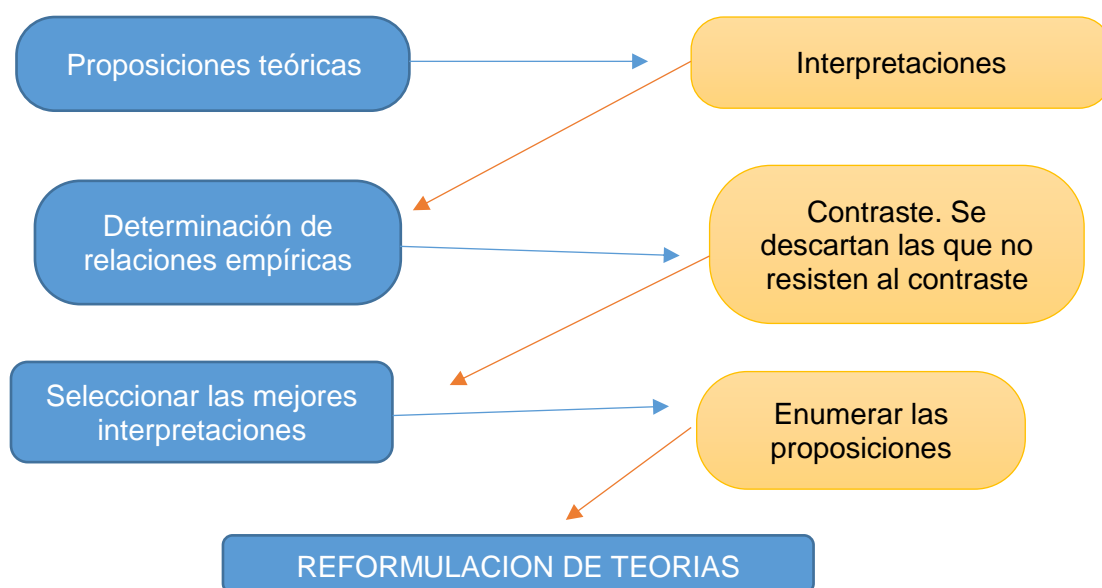 Proposiciones teóricas
Interpretaciones
Determinación de
relaciones empíricas
Contraste. Se
descartan las que no
resisten al contraste
Seleccionar las mejores
interpretaciones
Enumerar las
proposiciones
REFORMULACION DE TEORIAS